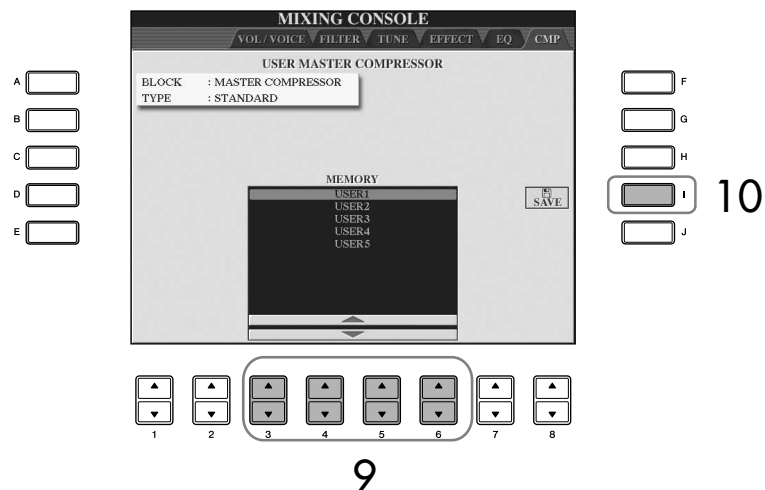 MIXING CONSOLE
VOL/VOICE FILTER TUNE EFFECT EQ CMP
USER MASTER COMPRESSOR
BLOCK : MASTER COMPRESSOR
TYPE : STANDARD
MEMORY
USER1
USER2
USER3
USER4
USER5
SAVE
A
B
C
D
E
F
G
H
I
J
10
1 2 3 4 5 6 7 8
9